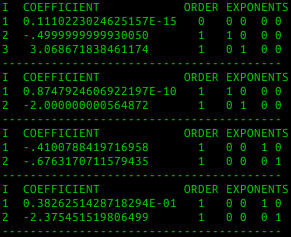 I  COEFFICIENT            ORDER EXPONENTS
1  0.1110223024625157E-15   0   0 0  0 0
2  -.4999999999930050       1   1 0  0 0
3   3.068671838461174       1   0 1  0 0
--------------------------------------
I  COEFFICIENT            ORDER EXPONENTS
1  0.8747924606922197E-10   1   1 0  0 0
2  -2.000000000564872       1   0 1  0 0
--------------------------------------
I  COEFFICIENT            ORDER EXPONENTS
1  -.4100788419716958       1   0 0  1 0
2  -.6763170711579435       1   0 0  0 1
--------------------------------------
I  COEFFICIENT            ORDER EXPONENTS
1  0.3826251428718294E-01   1   0 0  1 0
2  -2.375451519806499       1   0 0  0 1
--------------------------------------